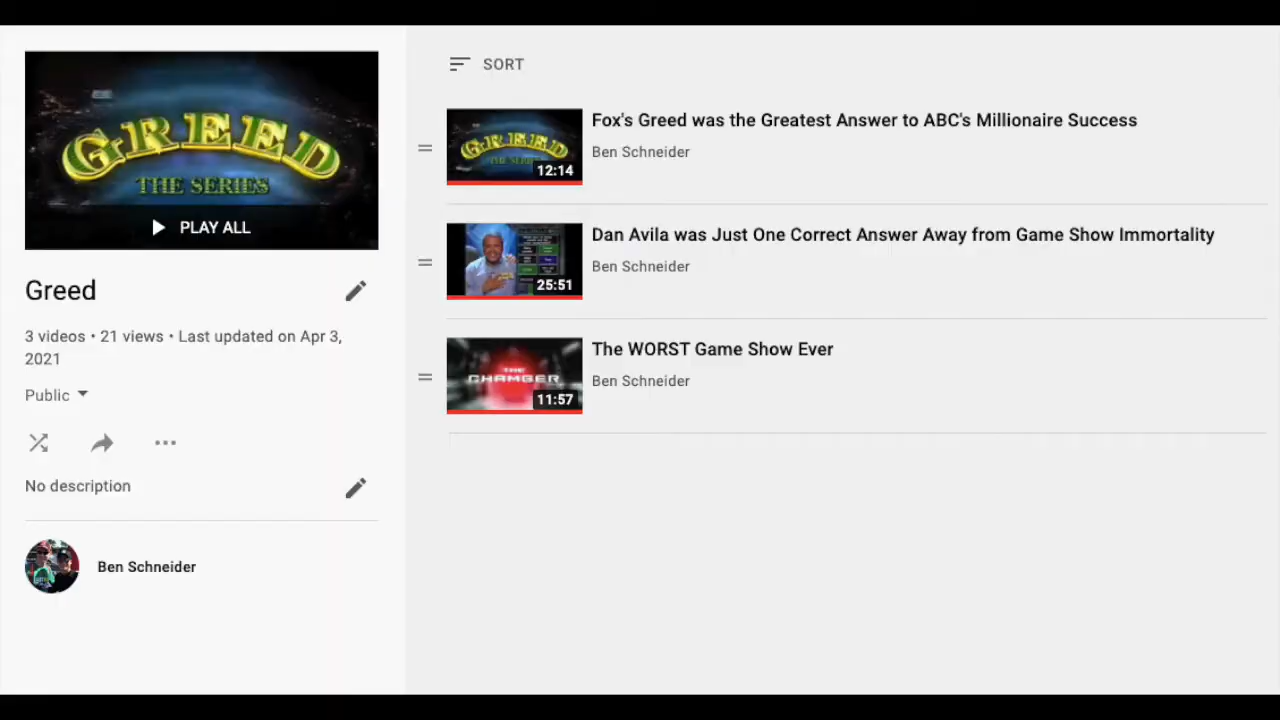 GREED
THE SERIES
PLAY ALL
Greed
3 videos • 21 views • Last updated on Apr 3,
2021
Public
No description
Ben Schneider
SORT
GREED
THE SERIES
12:14
Fox's Greed was the Greatest Answer to ABC's Millionaire Success
Ben Schneider
25:51
Dan Avila was Just One Correct Answer Away from Game Show Immortality
Ben Schneider
THE
CHAMBER
11:57
The WORST Game Show Ever
Ben Schneider